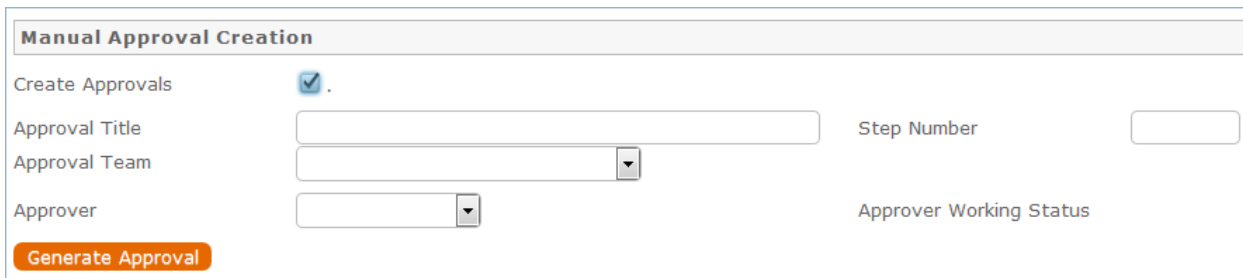 Manual Approval Creation
Create Approvals .
Approval Title Step Number
Approval Team
Approver Approver Working Status
Generate Approval